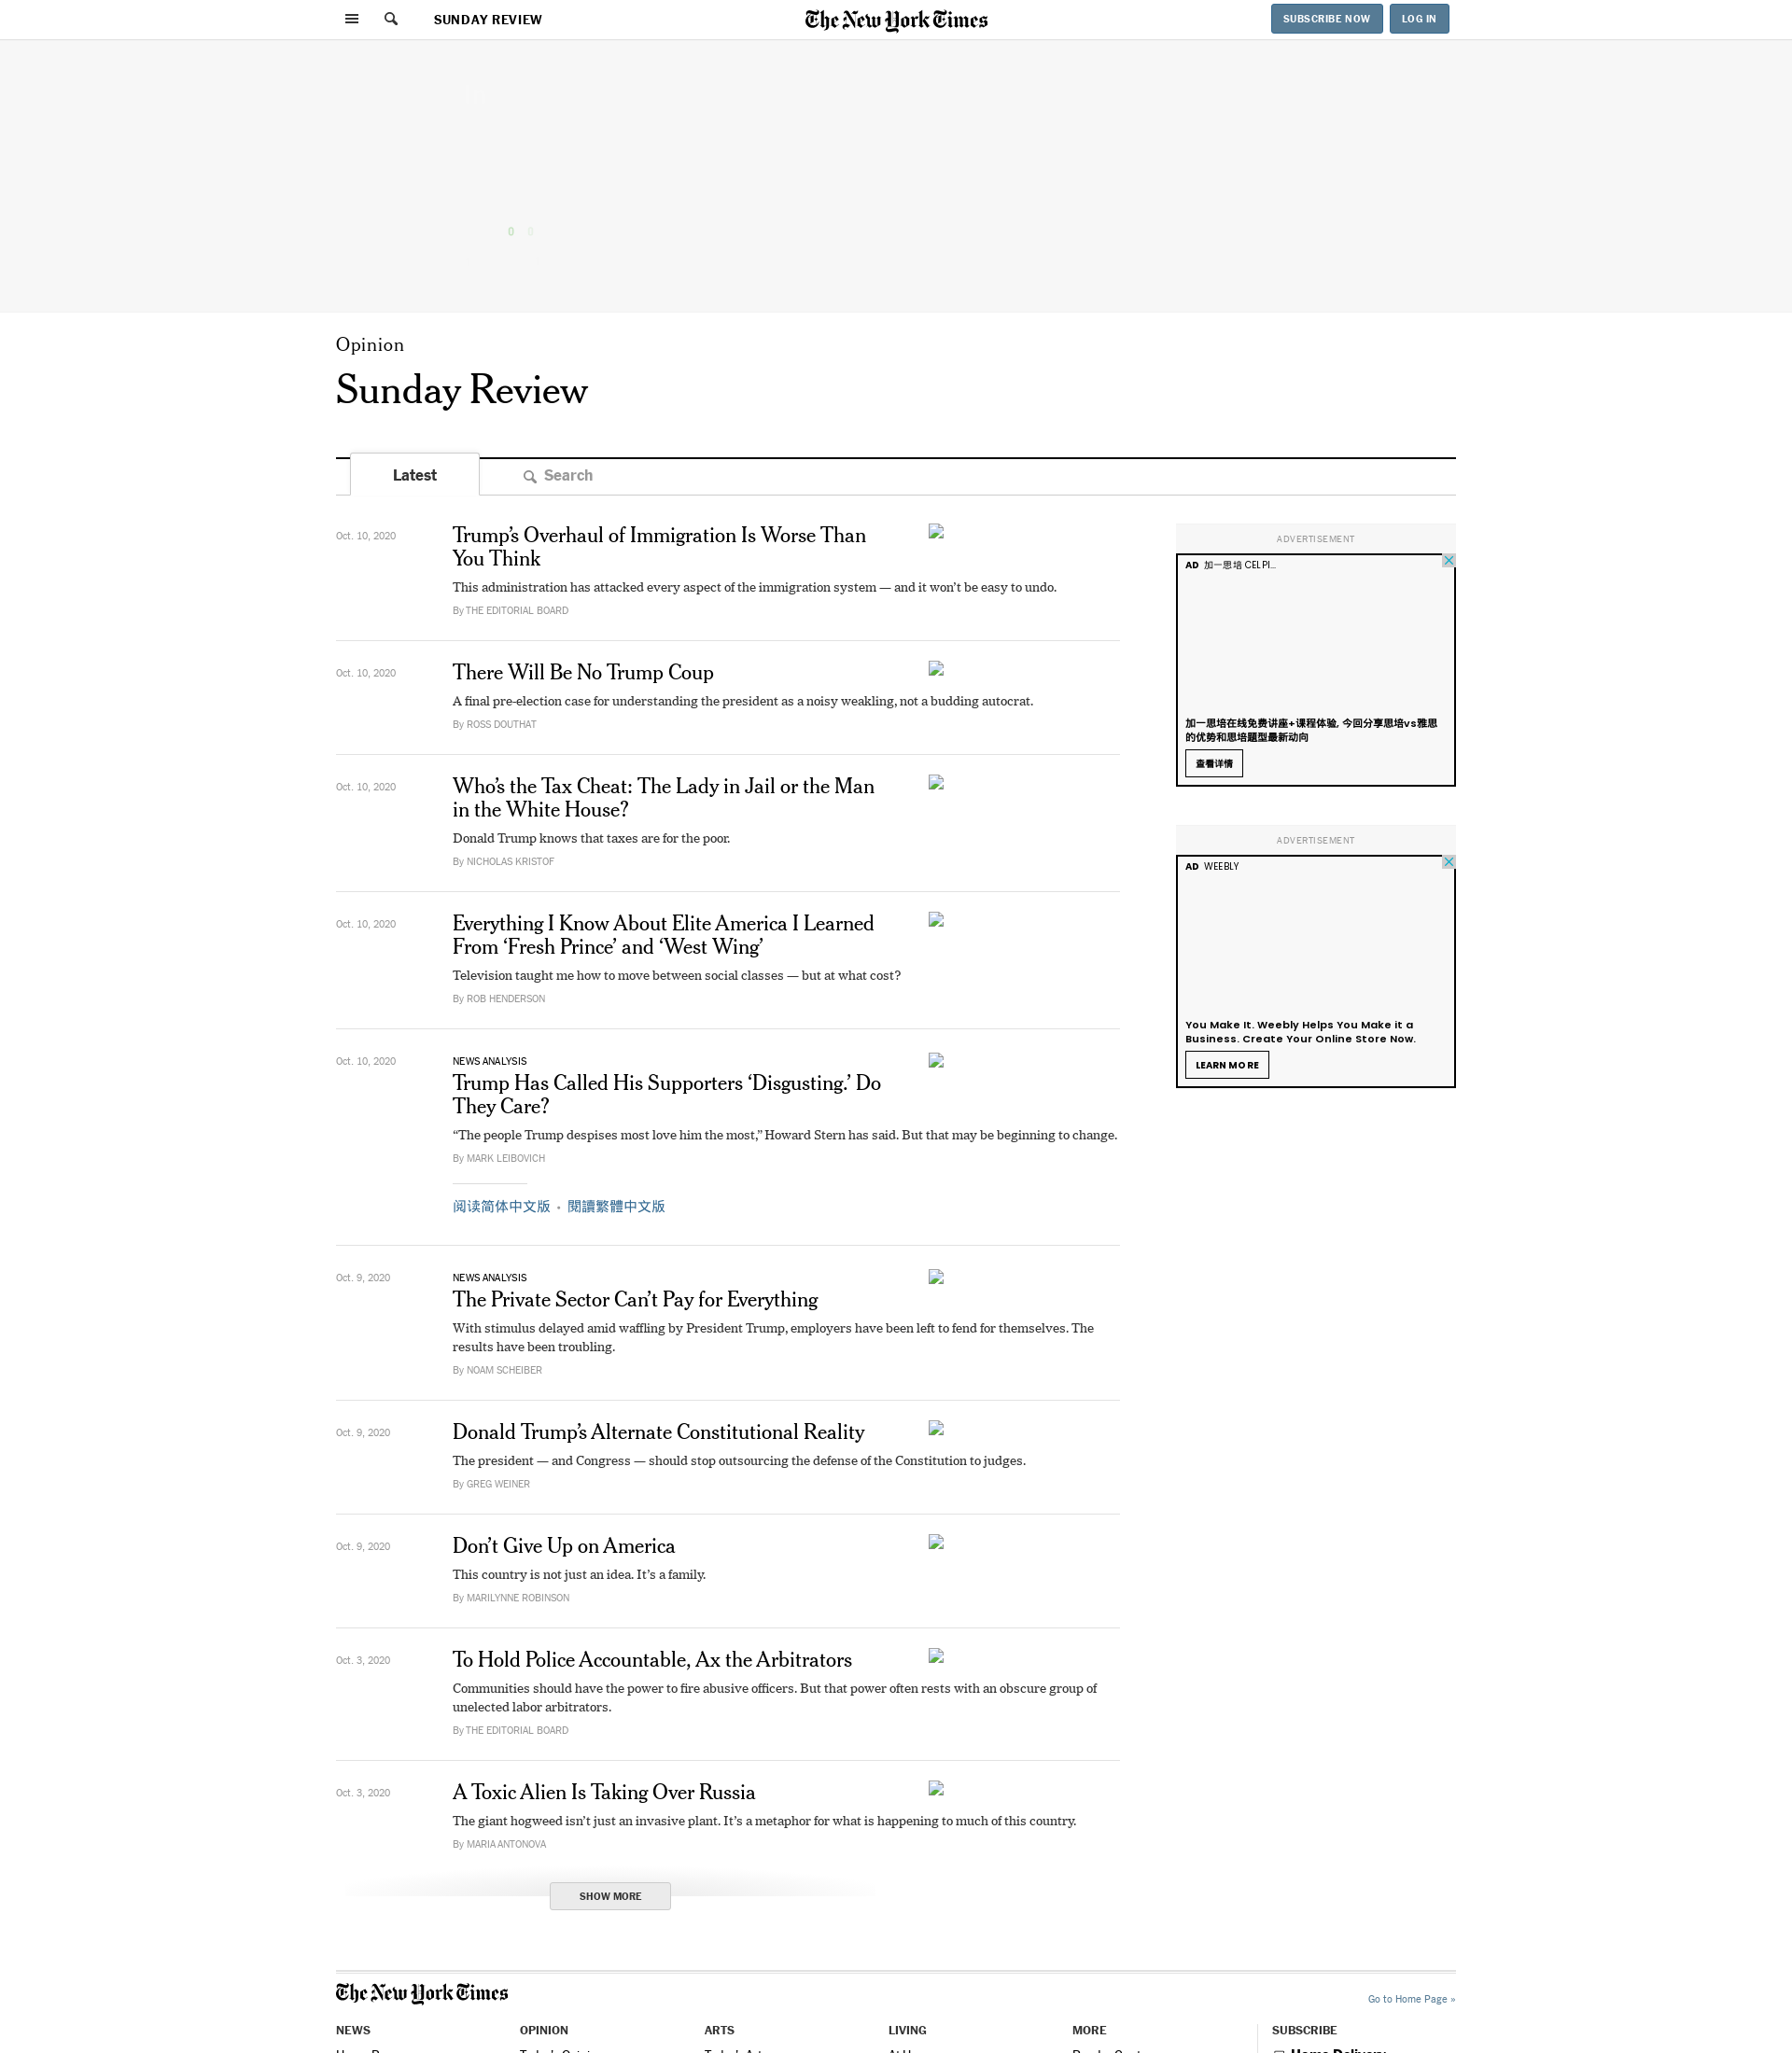 SUNDAY REVIEW
The New York Times
SUBSCRIBE NOW
LOG IN
0 0
Opinion
Sunday Review
Latest
Search
Oct. 10, 2020
Trump’s Overhaul of Immigration Is Worse Than
You Think
This administration has attacked every aspect of the immigration system — and it won’t be easy to undo.
By THE EDITORIAL BOARD
Oct. 10, 2020
There Will Be No Trump Coup
A final pre-election case for understanding the president as a noisy weakling, not a budding autocrat.
By ROSS DOUTHAT
Oct. 10, 2020
Who’s the Tax Cheat: The Lady in Jail or the Man
in the White House?
Donald Trump knows that taxes are for the poor.
By NICHOLAS KRISTOF
Oct. 10, 2020
Everything I Know About Elite America I Learned
From ‘Fresh Prince’ and ‘West Wing’
Television taught me how to move between social classes — but at what cost?
By ROB HENDERSON
Oct. 10, 2020
NEWS ANALYSIS
Trump Has Called His Supporters ‘Disgusting.’ Do
They Care?
“The people Trump despises most love him the most,” Howard Stern has said. But that may be beginning to change.
By MARK LEIBOVICH
阅读简体中文版 • 閱讀繁體中文版
Oct. 9, 2020
NEWS ANALYSIS
The Private Sector Can’t Pay for Everything
With stimulus delayed amid waffling by President Trump, employers have been left to fend for themselves. The
results have been troubling.
By NOAM SCHEIBER
Oct. 9, 2020
Donald Trump’s Alternate Constitutional Reality
The president — and Congress — should stop outsourcing the defense of the Constitution to judges.
By GREG WEINER
Oct. 9, 2020
Don’t Give Up on America
This country is not just an idea. It’s a family.
By MARILYNNE ROBINSON
Oct. 3, 2020
To Hold Police Accountable, Ax the Arbitrators
Communities should have the power to fire abusive officers. But that power often rests with an obscure group of
unelected labor arbitrators.
By THE EDITORIAL BOARD
Oct. 3, 2020
A Toxic Alien Is Taking Over Russia
The giant hogweed isn’t just an invasive plant. It’s a metaphor for what is happening to much of this country.
By MARIA ANTONOVA
SHOW MORE
ADVERTISEMENT
AD 加一思培 CELPI...
加一思培在线免费讲座+课程体验, 今回分享思培vs雅思
的优势和思培题型最新动向
查看详情
ADVERTISEMENT
AD WEEBLY
You Make It. Weebly Helps You Make it a
Business. Create Your Online Store Now.
LEARN MORE
The New York Times
Go to Home Page »
NEWS
OPINION
ARTS
LIVING
MORE
SUBSCRIBE